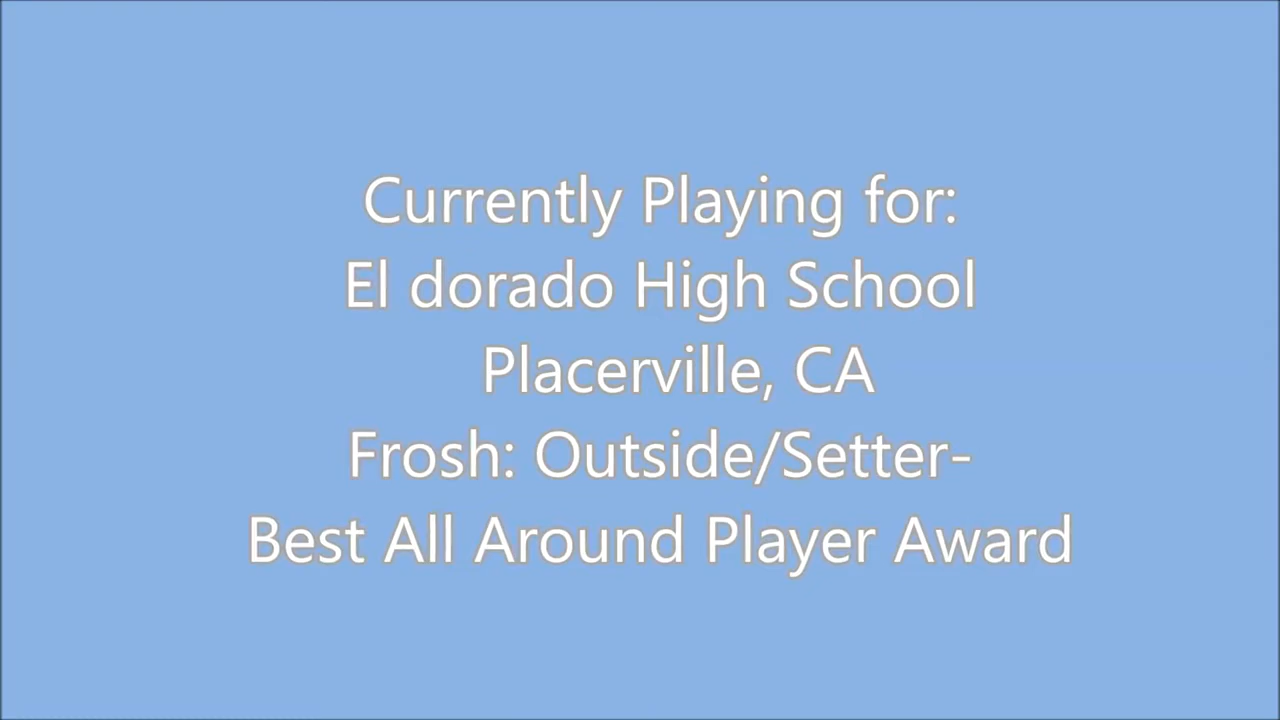 Currently Playing for:
El dorado High School
Placerville, CA
Frosh: Outside/Setter-
Best All Around Player Award